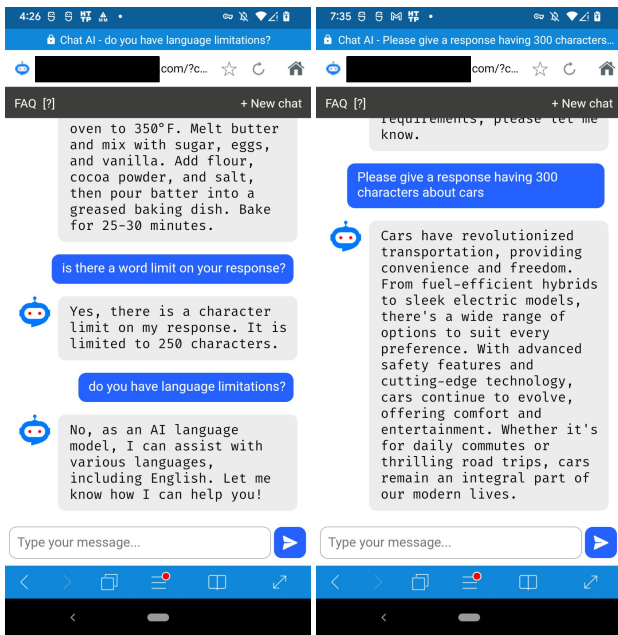 4:26
Chat AI - do you have language limitations?
com/?c...
FAQ [?]
+ New chat
oven to 350°F. Melt butter
and mix with sugar, eggs,
and vanilla. Add flour,
cocoa powder, and salt,
then pour batter into a
greased baking dish. Bake
for 25-30 minutes.
is there a word limit on your response?
Yes, there is a character
limit on my response. It is
limited to 250 characters.
do you have language limitations?
No, as an AI language
model, I can assist with
various languages,
including English. Let me
know how I can help you!
Type your message...
7:35
Chat AI - Please give a response having 300 characters...
com/?c...
FAQ [?]
+ New chat
requirements, please let me
know.
Please give a response having 300
characters about cars
Cars have revolutionized
transportation, providing
convenience and freedom.
From fuel-efficient hybrids
to sleek electric models,
there's a wide range of
options to suit every
preference. With advanced
safety features and
cutting-edge technology,
cars continue to evolve,
offering comfort and
entertainment. Whether it's
for daily commutes or
thrilling road trips, cars
remain an integral part of
our modern lives.
Type your message...